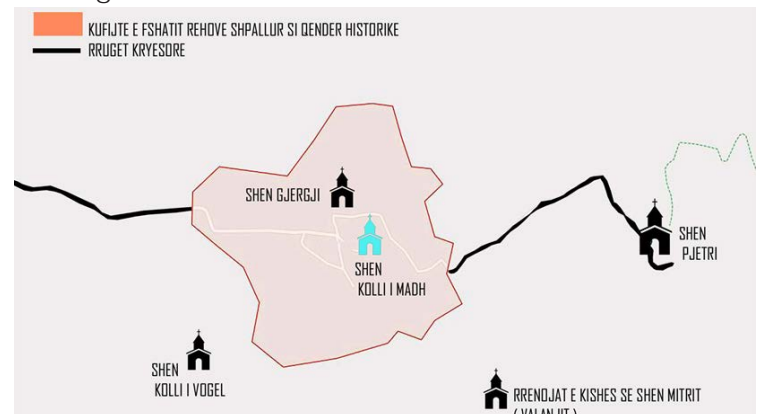 KUFIJTE E FSHATIT REHOVE SHPALLUR SI QENDER HISTORIKE
RRUGET KRYESORE
SHEN GJERGJI
SHEN
KOLLI I MADH
SHEN
PJETRI
SHEN
KOLLI I VOGEL
RRENOJAT E KISHES SE SHEN MITRIT
( VALANJIT )